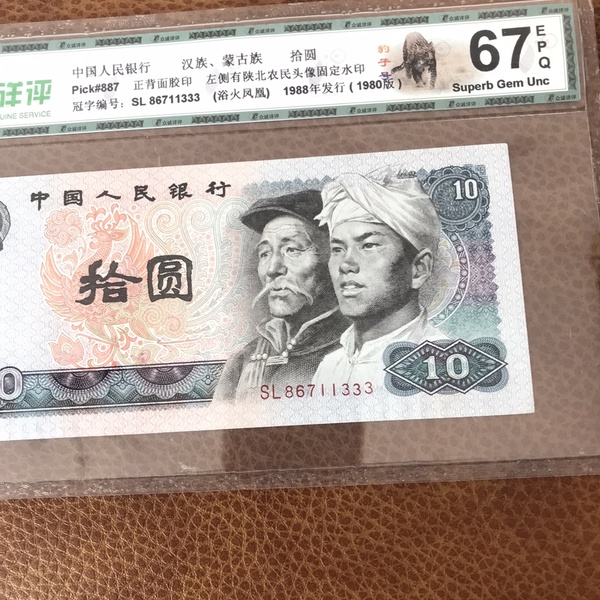 中国人民银行 汉族、蒙古族 拾圆
Pick#887 正背面胶印 左侧有陕北农民头像固定水印
冠字编号: SL 86711333 (浴火凤凰) 1988年发行 ( 1980版 )
豹子号
67 EPQ
Superb Gem Unc
祥评
UINE SERVICE
中国人民银行
10
拾圆
SL86711333
10
0